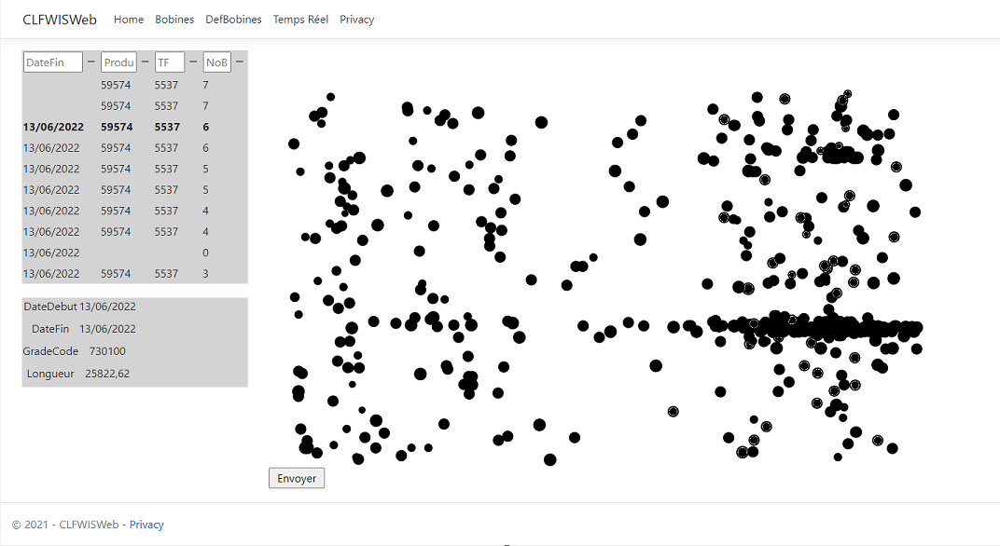 CLFWISWeb Home Bobines DefBobines Temps Réel Privacy
DateFin Produ TF NoB
59574 5537 7
59574 5537 7
13/06/2022 59574 5537 6
13/06/2022 59574 5537 6
13/06/2022 59574 5537 5
13/06/2022 59574 5537 5
13/06/2022 59574 5537 4
13/06/2022 59574 5537 4
13/06/2022 0
13/06/2022 59574 5537 3
DateDebut 13/06/2022
DateFin 13/06/2022
GradeCode 730100
Longueur 25822,62
Envoyer
© 2021 - CLFWISWeb - Privacy